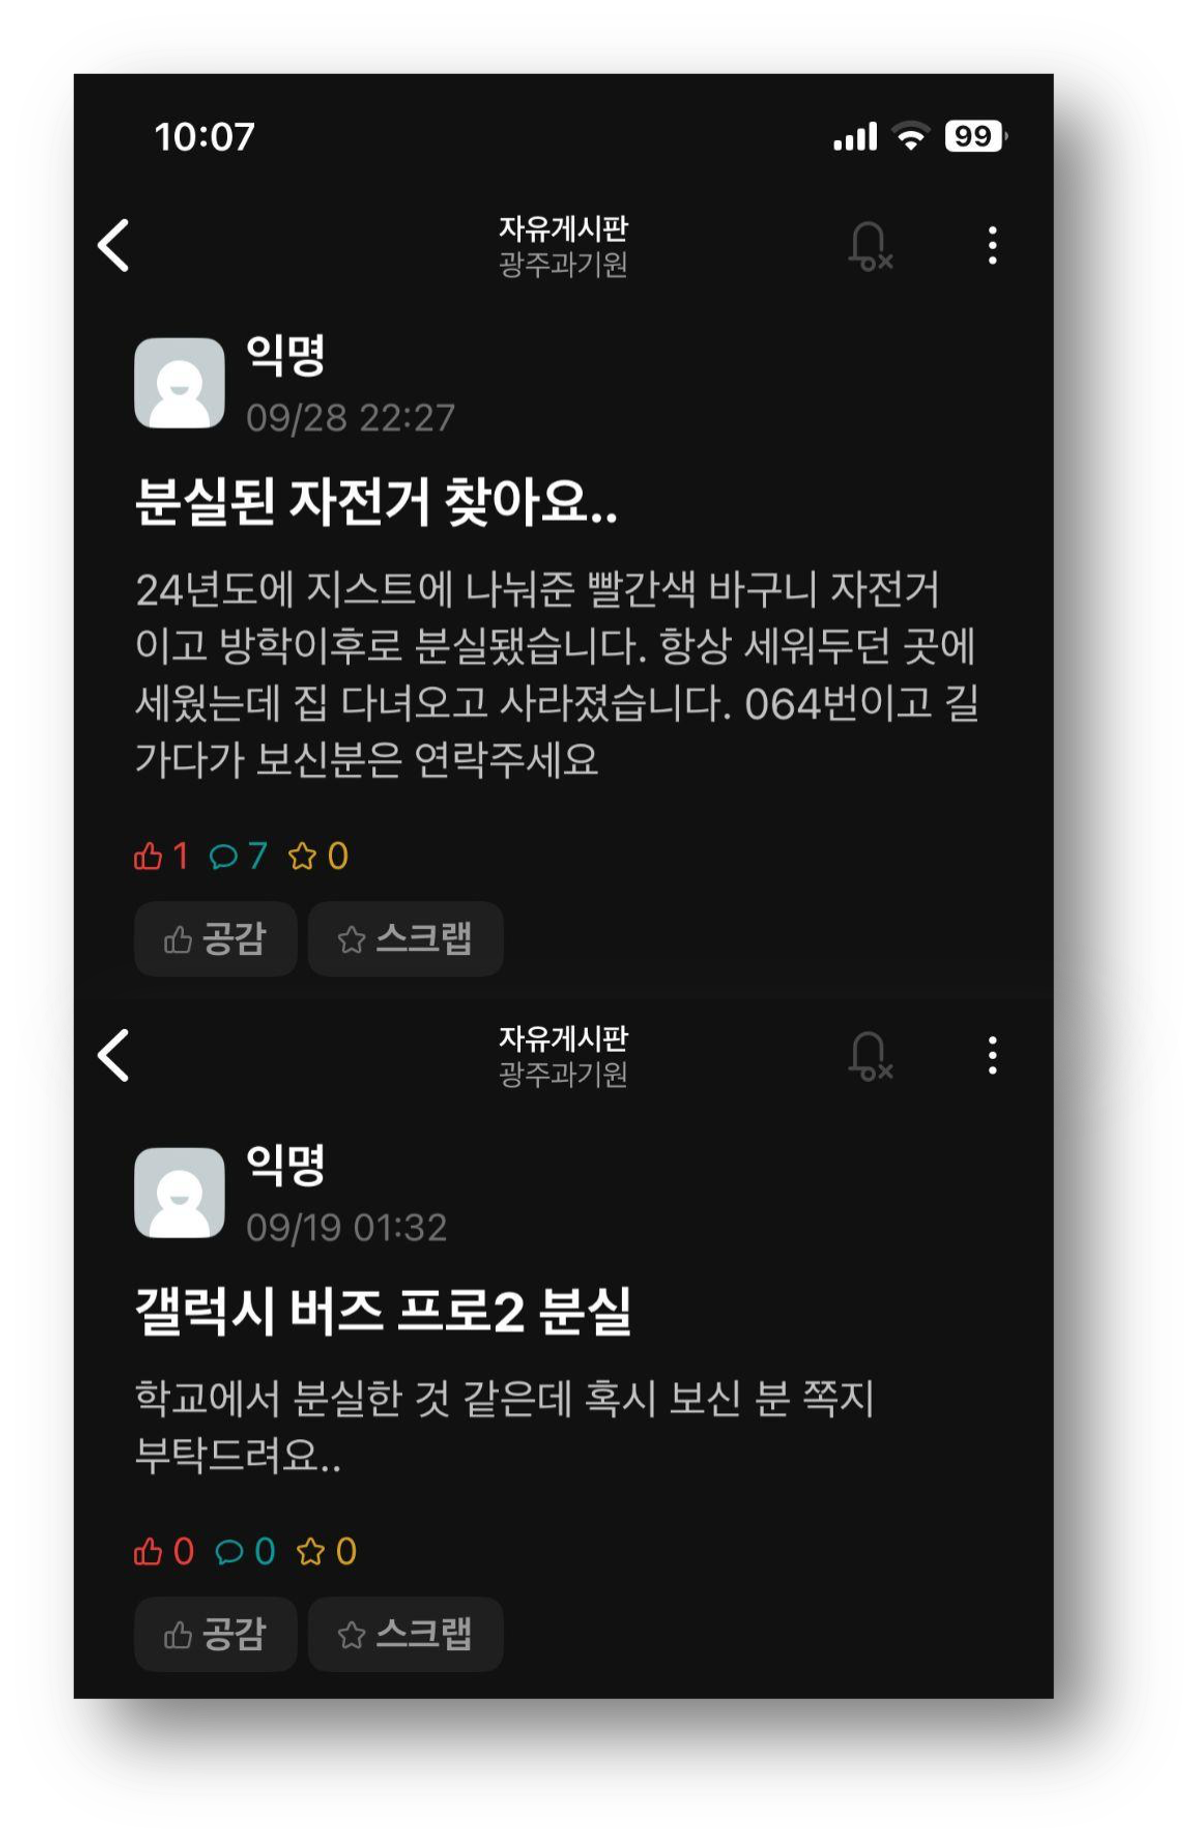 10:07
99
자유게시판
광주과기원
익명
09/28 22:27
분실된 자전거 찾아요..
24년도에 지스트에 나눠준 빨간색 바구니 자전거
이고 방학이후로 분실됐습니다. 항상 세워두던 곳에
세웠는데 집 다녀오고 사라졌습니다. 064번이고 길
가다가 보신분은 연락주세요
1 7 0
공감 스크랩
자유게시판
광주과기원
익명
09/19 01:32
갤럭시 버즈 프로2 분실
학교에서 분실한 것 같은데 혹시 보신 분 쪽지
부탁드려요..
0 0 0
공감 스크랩